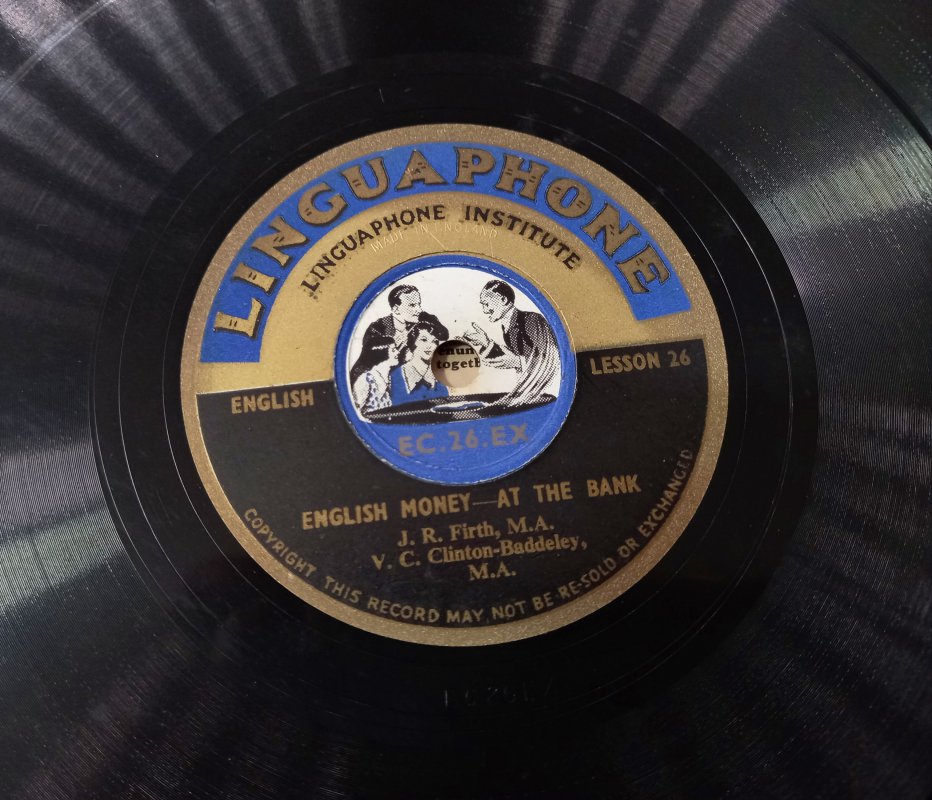 LINGUAPHONE
LINGUAPHONE INSTITUTE
MADE IN ENGLAND
ENGLISH
LESSON 26
togeth
EC.26.EX
ENGLISH MONEY—AT THE BANK
J. R. Firth, M.A.
V. C. Clinton-Baddeley,
M.A.
COPYRIGHT THIS RECORD MAY NOT BE RE-SOLD OR EXCHANGED